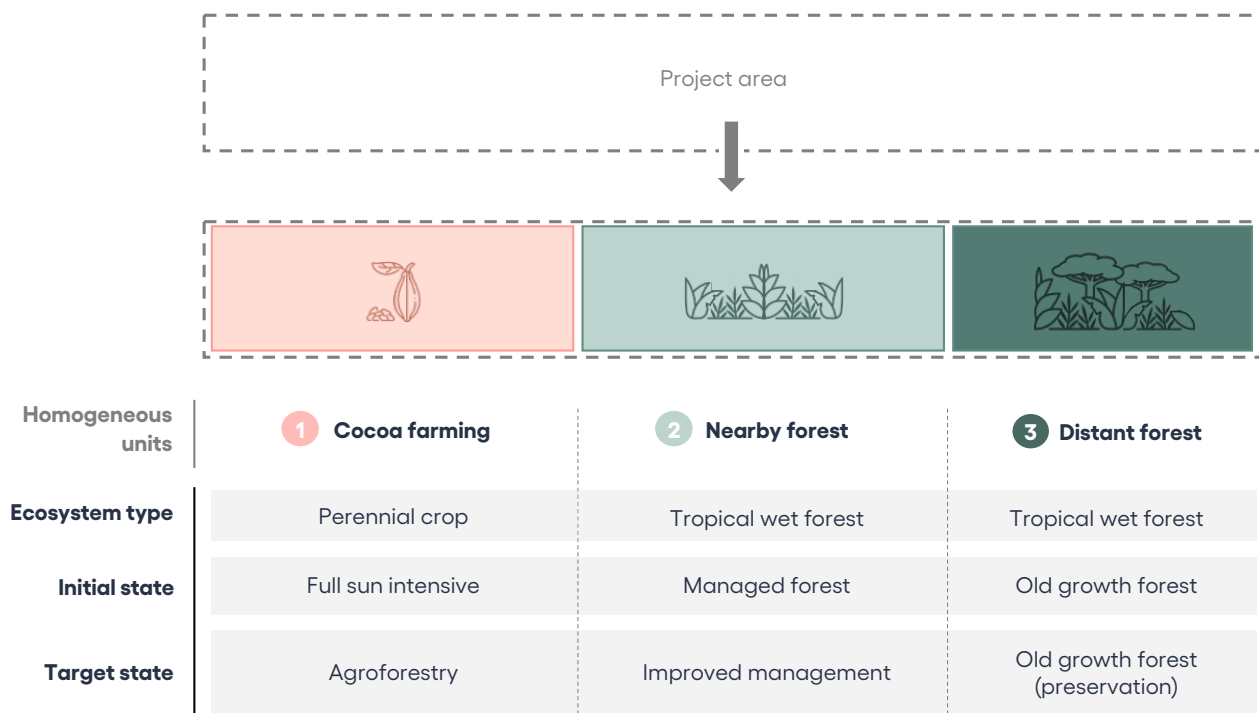 Project area
Homogeneous
units
1 Cocoa farming
2 Nearby forest
3 Distant forest
Ecosystem type
Perennial crop
Tropical wet forest
Tropical wet forest
Initial state
Full sun intensive
Managed forest
Old growth forest
Target state
Agroforestry
Improved management
Old growth forest
(preservation)